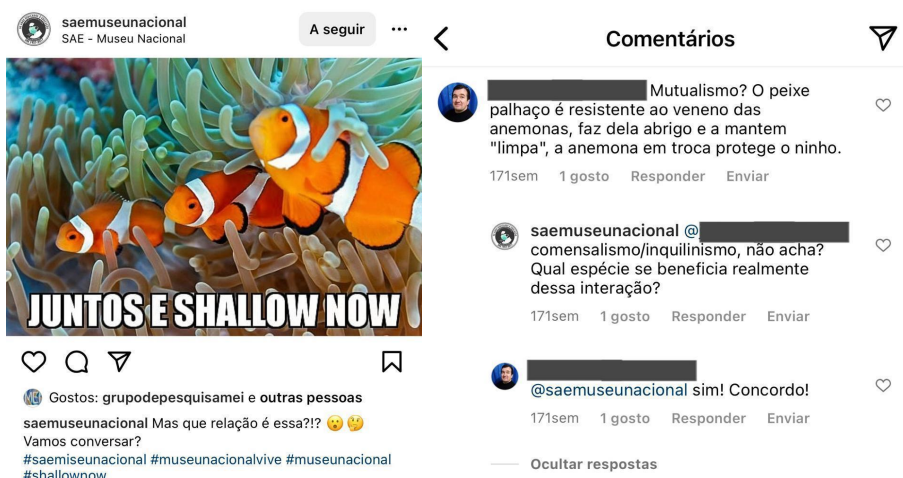 saemuseunacional
SAE - Museu Nacional
A seguir
JUNTOS E SHALLOW NOW
Gostos: grupodepesquisamei e outras pessoas
saemuseunacional Mas que relação é essa?!? 😮 🤔
Vamos conversar?
#saemiseunacional #museunacionalvive #museunacional
#shallownow
Comentários
Mutualismo? O peixe
palhaço é resistente ao veneno das
anemonas, faz dela abrigo e a mantem
"limpa", a anemona em troca protege o ninho.
171sem 1 gosto Responder Enviar
saemuseunacional @
comensalismo/inquilinismo, não acha?
Qual espécie se beneficia realmente
dessa interação?
171sem 1 gosto Responder Enviar
@saemuseunacional sim! Concordo!
171sem 1 gosto Responder Enviar
Ocultar respostas